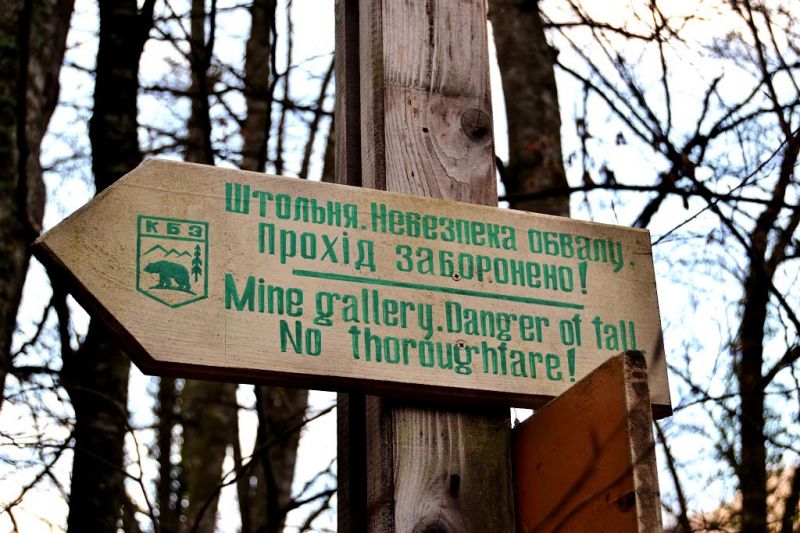 КБЗ
Штольня. Небезпека обвалу.
Прохід заборонено!
Mine gallery. Danger of fall
No thoroughfare!